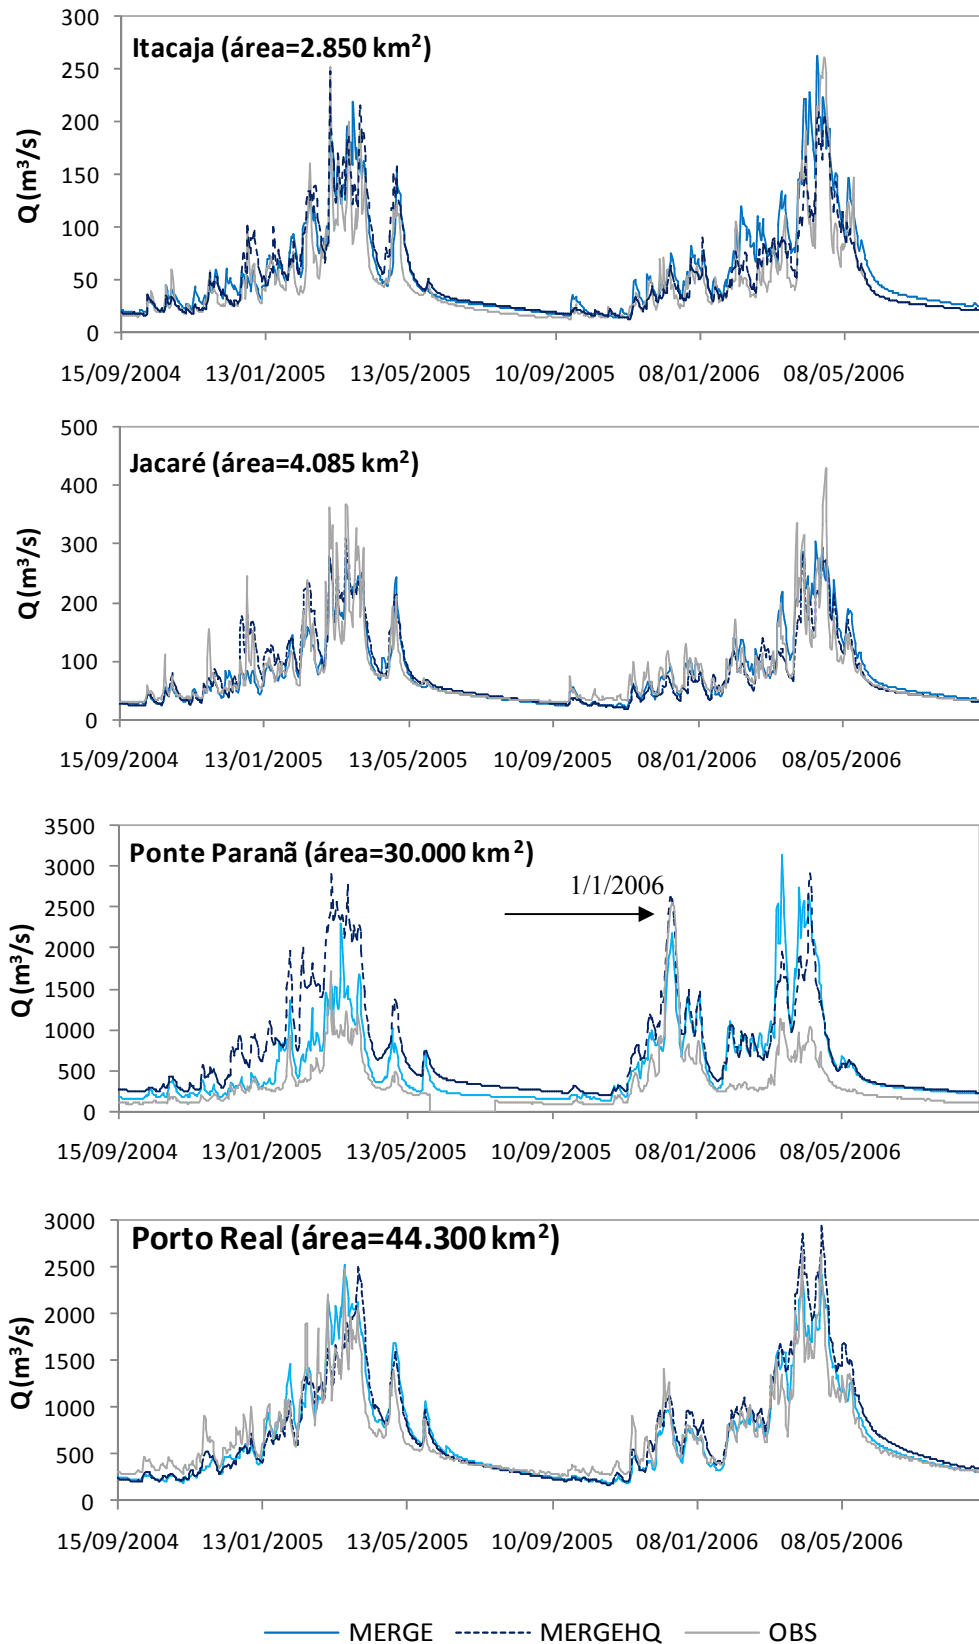 300
250
200
150
100
50
0
Q (m³/s)
Itacaja (área=2.850 km²)
15/09/2004 13/01/2005 13/05/2005 10/09/2005 08/01/2006 08/05/2006
500
400
300
200
100
0
Q (m³/s)
Jacaré (área=4.085 km²)
15/09/2004 13/01/2005 13/05/2005 10/09/2005 08/01/2006 08/05/2006
3500
3000
2500
2000
1500
1000
500
0
Q (m³/s)
Ponte Paranã (área=30.000 km²)
1/1/2006
15/09/2004 13/01/2005 13/05/2005 10/09/2005 08/01/2006 08/05/2006
3000
2500
2000
1500
1000
500
0
Q (m³/s)
Porto Real (área=44.300 km²)
15/09/2004 13/01/2005 13/05/2005 10/09/2005 08/01/2006 08/05/2006
MERGE MERGEHQ OBS